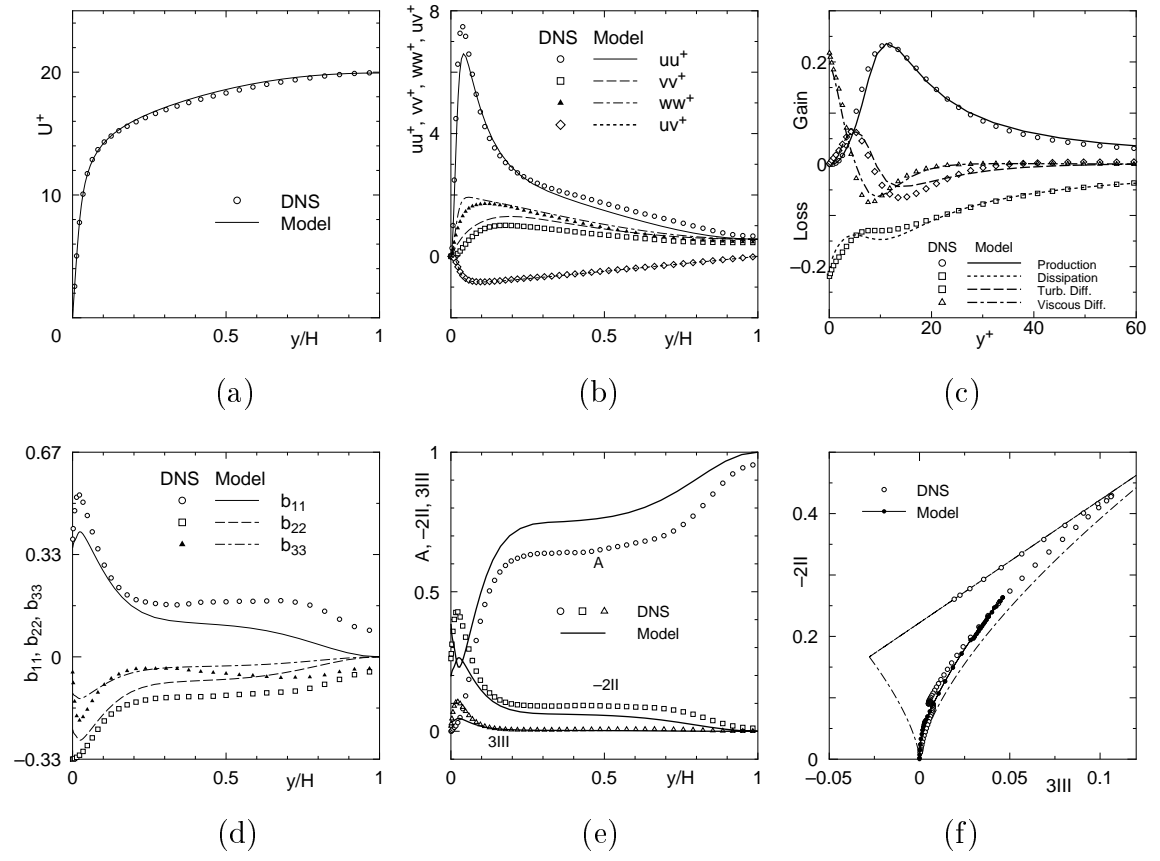 20
10
0
U+
DNS
Model
0
0.5
1
y/H
(a)
8
4
0
−2
uu+, vv+, ww+, uv+
DNS Model
uu+
vv+
ww+
uv+
0
0.5
1
y/H
(b)
0.2
0
−0.2
Gain
Loss
DNS Model
Production
Dissipation
Turb. Diff.
Viscous Diff.
0
20
40
60
y+
(c)
0.67
0.33
0
−0.33
b11, b22, b33
DNS Model
b11
b22
b33
0
0.5
1
y/H
(d)
1
0.5
0
A, −2II, 3III
A
DNS
Model
−2II
3III
0
0.5
1
y/H
(e)
0.4
0.2
0
−2II
DNS
Model
−0.05
0
0.05
0.1
3III
(f)